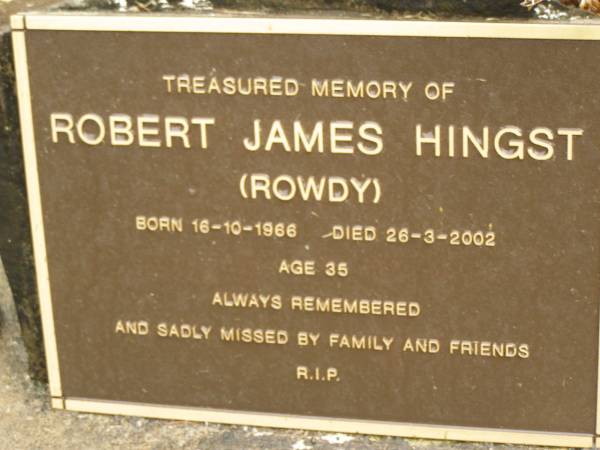 TREASURED MEMORY OF
ROBERT JAMES HINGST
(ROWDY)
BORN 16-10-1966 DIED 26-3-2002
AGE 35
ALWAYS REMEMBERED
AND SADLY MISSED BY FAMILY AND FRIENDS
R.I.P.